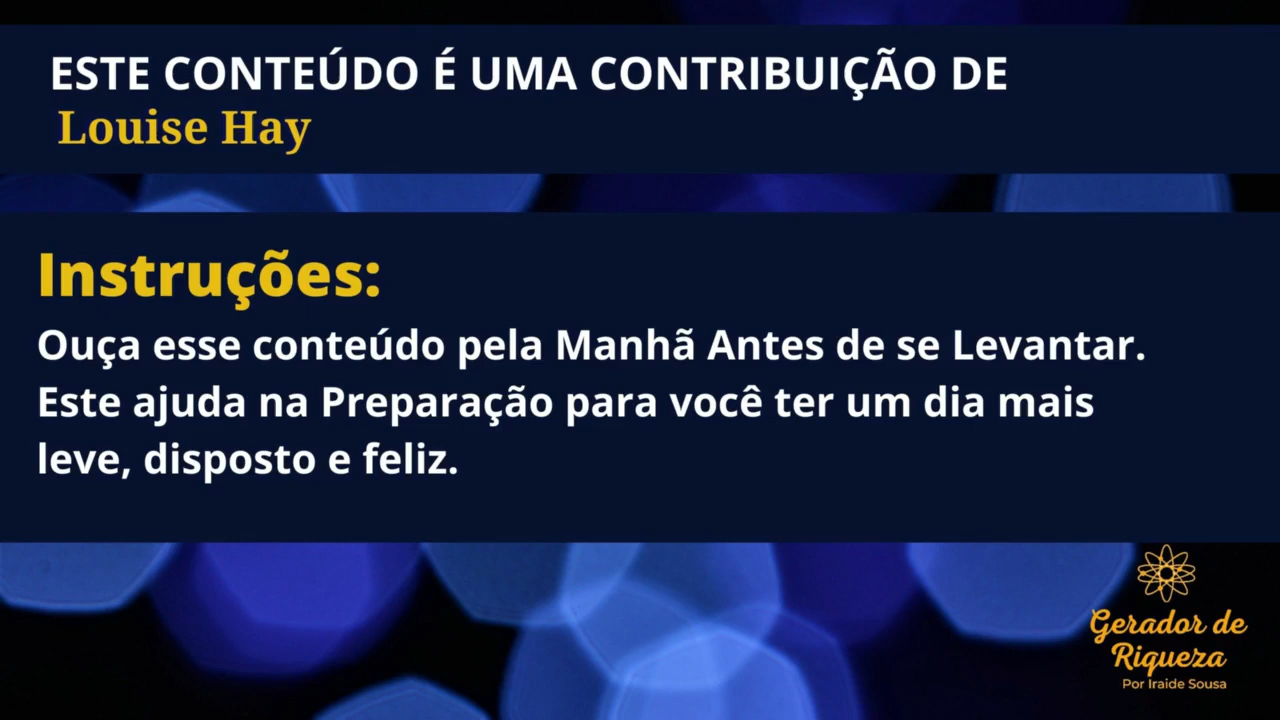 ESTE CONTEÚDO É UMA CONTRIBUIÇÃO DE
Louise Hay
Instruções:
Ouça esse conteúdo pela Manhã Antes de se Levantar.
Este ajuda na Preparação para você ter um dia mais
leve, disposto e feliz.
Gerador de
Riqueza
Por Iraide Sousa